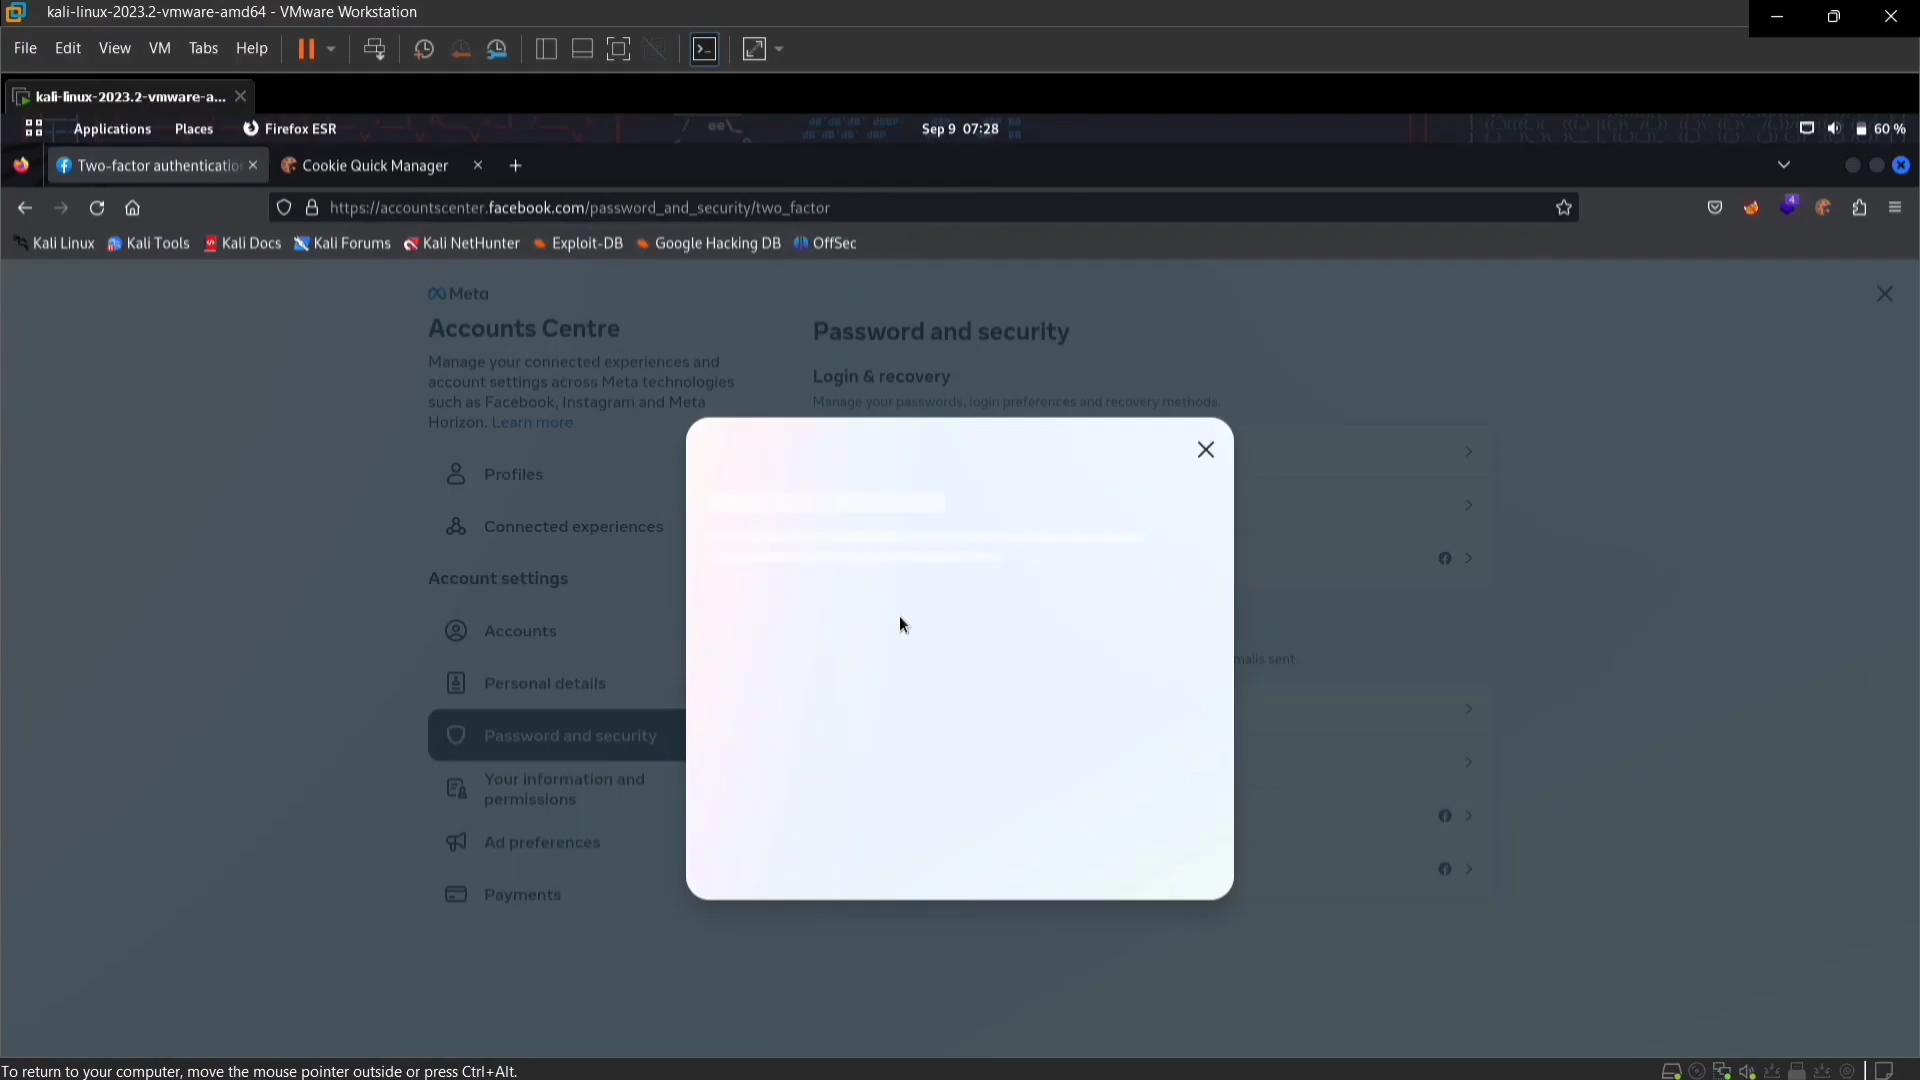 kali-linux-2023.2-vmware-amd64 - VMware Workstation
File Edit View VM Tabs Help
kali-linux-2023.2-vmware-a...
Applications Places Firefox ESR Sep 9 07:28 60 %
Two-factor authenticatio Cookie Quick Manager
https://accountscenter.facebook.com/password_and_security/two_factor 4
Kali Linux Kali Tools Kali Docs Kali Forums Kali NetHunter Exploit-DB Google Hacking DB OffSec
Meta
Accounts Centre
Manage your connected experiences and
account settings across Meta technologies
such as Facebook, Instagram and Meta
Horizon. Learn more
Profiles
Connected experiences
Account settings
Accounts
Personal details
Password and security
Your information and
permissions
Ad preferences
Payments
Password and security
Login & recovery
Manage your passwords, login preferences and recovery methods.
mails sent.
To return to your computer, move the mouse pointer outside or press Ctrl+Alt.